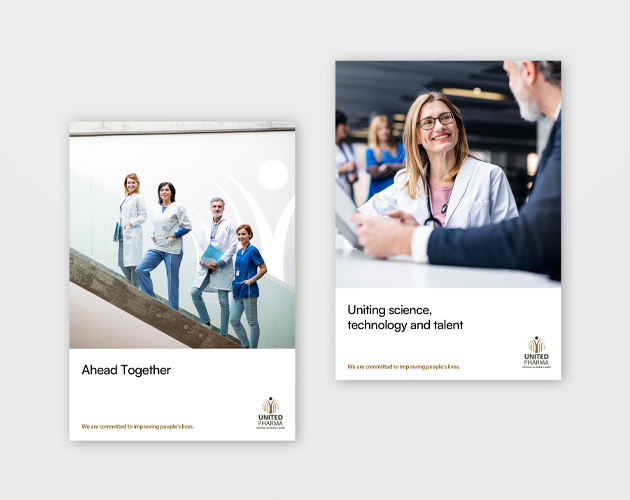 Ahead Together
We are committed to improving people's lives.
UNITED
PHARMA
Uniting science,
technology and talent
We are committed to improving people's lives.
UNITED
PHARMA